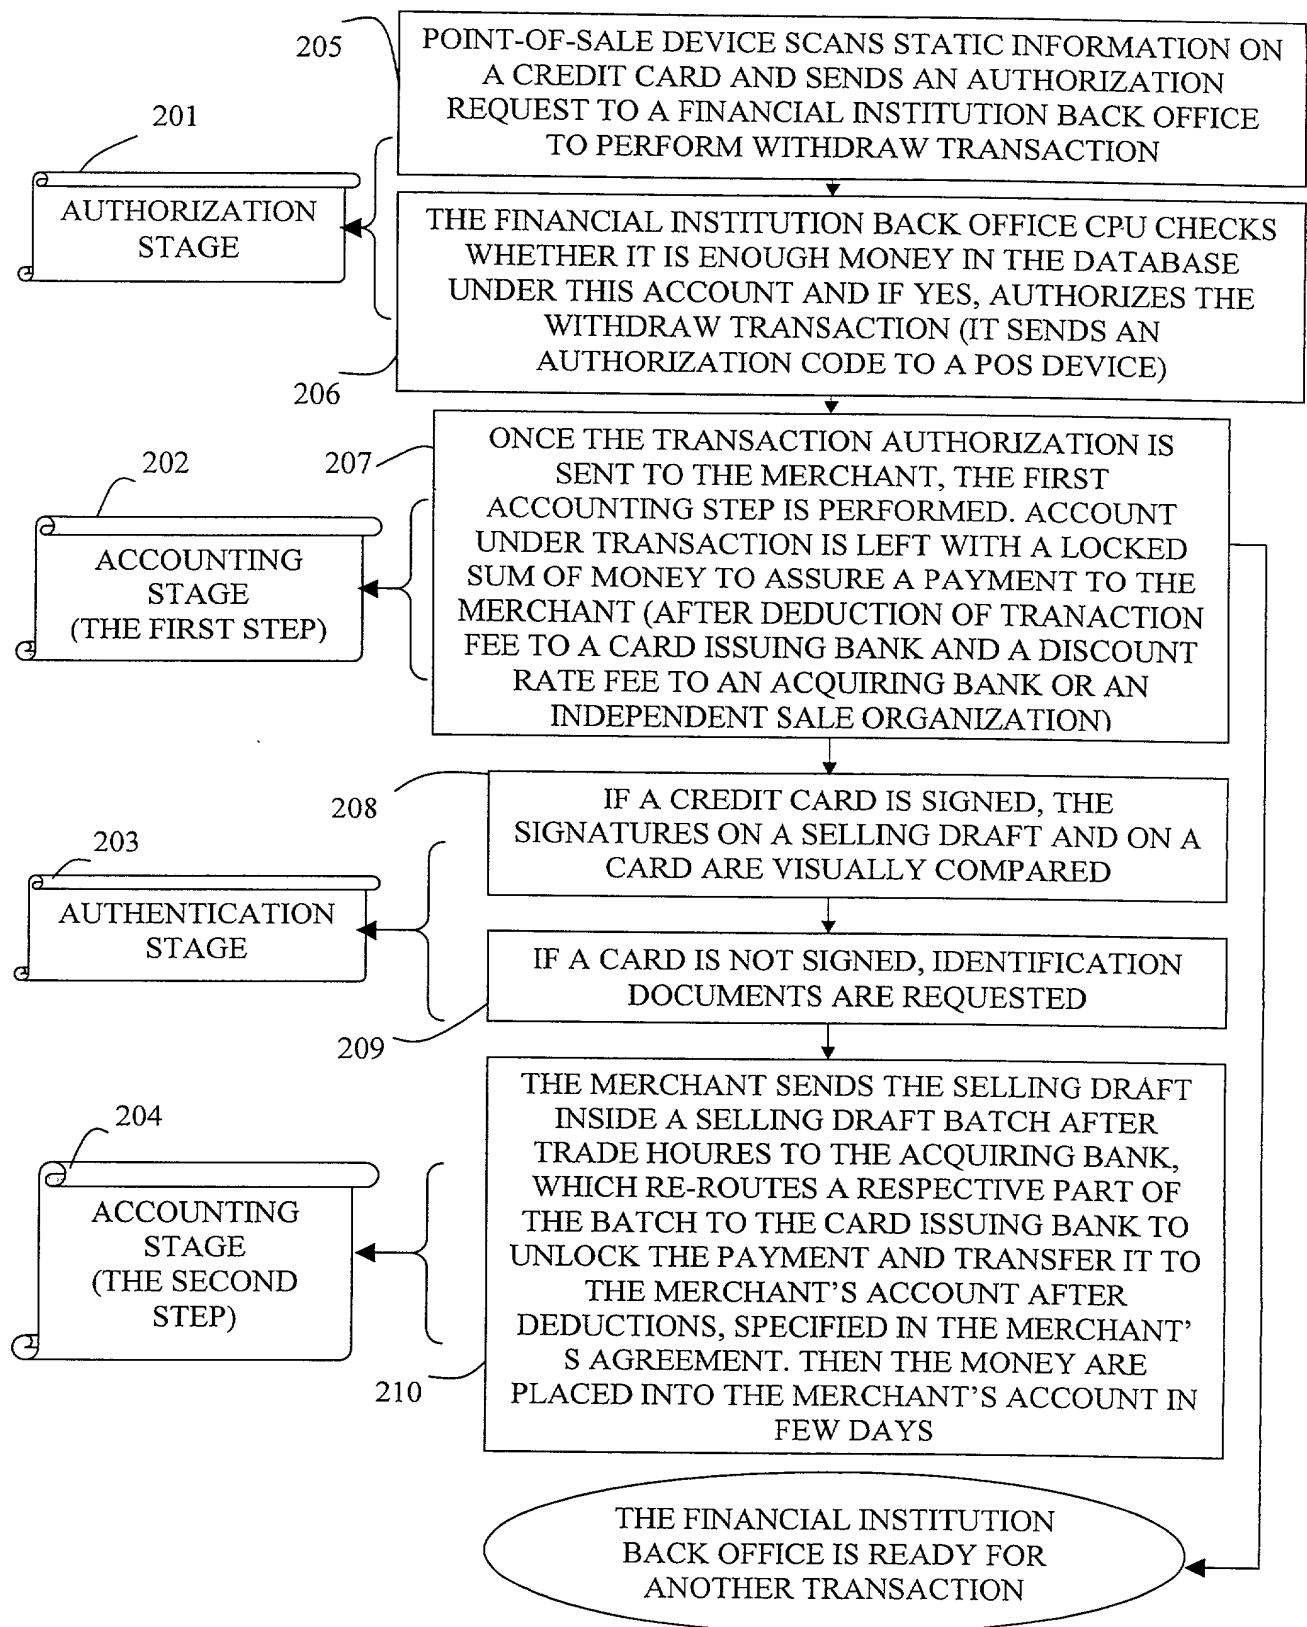 205
POINT-OF-SALE DEVICE SCANS STATIC INFORMATION ON
A CREDIT CARD AND SENDS AN AUTHORIZATION
REQUEST TO A FINANCIAL INSTITUTION BACK OFFICE
TO PERFORM WITHDRAW TRANSACTION
201
AUTHORIZATION
STAGE
THE FINANCIAL INSTITUTION BACK OFFICE CPU CHECKS
WHETHER IT IS ENOUGH MONEY IN THE DATABASE
UNDER THIS ACCOUNT AND IF YES, AUTHORIZES THE
WITHDRAW TRANSACTION (IT SENDS AN
AUTHORIZATION CODE TO A POS DEVICE)
206
202
207
ACCOUNTING
STAGE
(THE FIRST STEP)
ONCE THE TRANSACTION AUTHORIZATION IS
SENT TO THE MERCHANT, THE FIRST
ACCOUNTING STEP IS PERFORMED. ACCOUNT
UNDER TRANSACTION IS LEFT WITH A LOCKED
SUM OF MONEY TO ASSURE A PAYMENT TO THE
MERCHANT (AFTER DEDUCTION OF TRANACTION
FEE TO A CARD ISSUING BANK AND A DISCOUNT
RATE FEE TO AN ACQUIRING BANK OR AN
INDEPENDENT SALE ORGANIZATION)
208
IF A CREDIT CARD IS SIGNED, THE
SIGNATURES ON A SELLING DRAFT AND ON A
CARD ARE VISUALLY COMPARED
203
AUTHENTICATION
STAGE
IF A CARD IS NOT SIGNED, IDENTIFICATION
DOCUMENTS ARE REQUESTED
209
204
ACCOUNTING
STAGE
(THE SECOND
STEP)
THE MERCHANT SENDS THE SELLING DRAFT
INSIDE A SELLING DRAFT BATCH AFTER
TRADE HOURES TO THE ACQUIRING BANK,
WHICH RE-ROUTES A RESPECTIVE PART OF
THE BATCH TO THE CARD ISSUING BANK TO
UNLOCK THE PAYMENT AND TRANSFER IT TO
THE MERCHANT'S ACCOUNT AFTER
DEDUCTIONS, SPECIFIED IN THE MERCHANT'
S AGREEMENT. THEN THE MONEY ARE
PLACED INTO THE MERCHANT'S ACCOUNT IN
FEW DAYS
210
THE FINANCIAL INSTITUTION
BACK OFFICE IS READY FOR
ANOTHER TRANSACTION